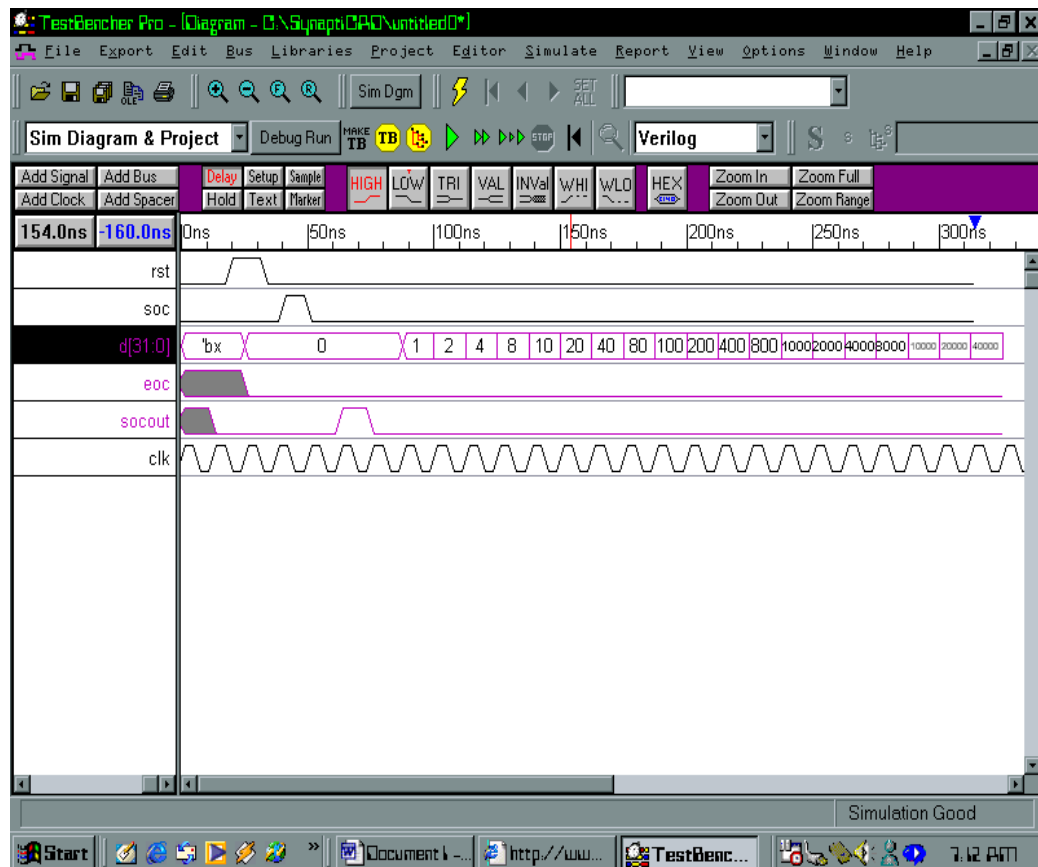 TestBencher Pro - [Diagram - C:\SynaptiCAD\untitled0*]
File Export Edit Bus Libraries Project Editor Simulate Report View Options Window Help
OLE Sim Dgm SET ALL
Sim Diagram & Project Debug Run MAKE TB TB STOP Verilog S s S
Add Signal Add Bus Delay Setup Sample HIGH LOW TRI VAL INVal WHI WLO HEX Zoom In Zoom Full
Add Clock Add Spacer Hold Text Marker Zoom Out Zoom Range
154.0ns -160.0ns 0ns 50ns 100ns 150ns 200ns 250ns 300ns
rst
soc
d[31:0] 'bx 0 1 2 4 8 10 20 40 80 100 200 400 800 1000 2000 4000 8000 10000 20000 40000
eoc
socout
clk
Simulation Good
Start » Document1 -... http://ww... TestBenc... 7:12 AM